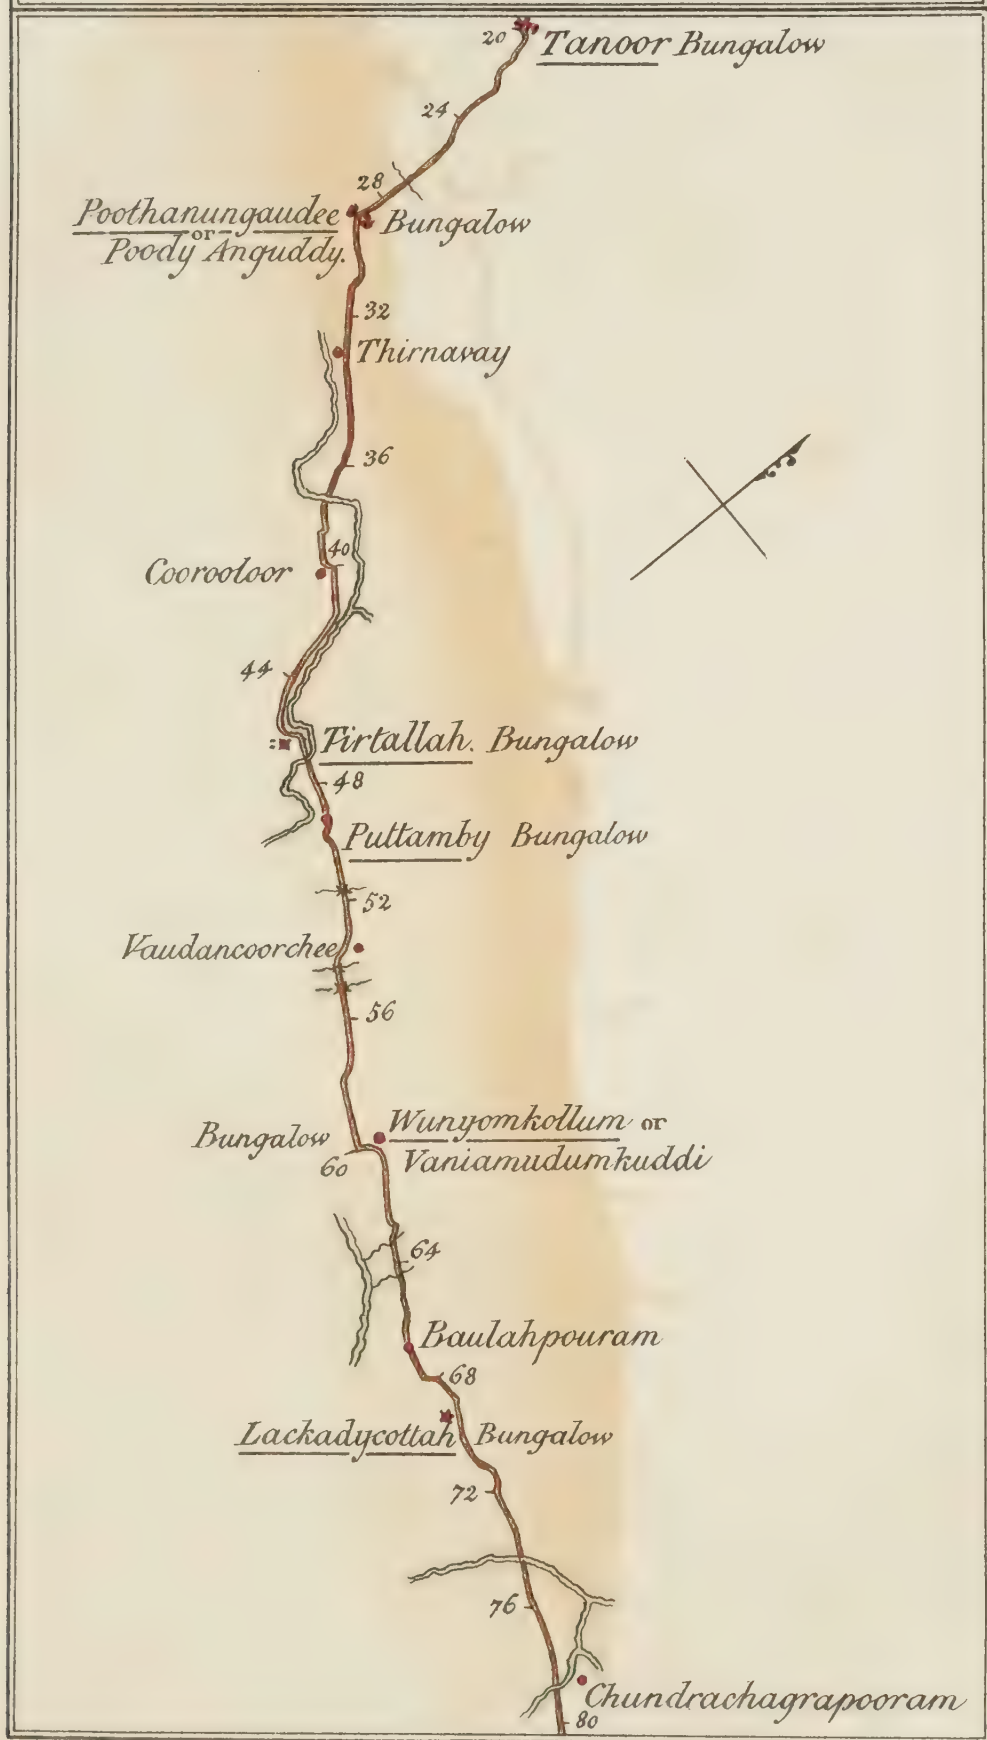 20 Tanoor Bungalow
24
28
Poothanungaudee
or
Poody Anguddy.
Bungalow
32
Thirnavay
36
40
Coorooloor
44
Tirtallah. Bungalow
48
Puttamby Bungalow
52
Vaudancoorchee
56
Bungalow
Wunyomkollum or
Vaniamudumkuddi
60
64
Baulahpouram
68
Lackadycottah Bungalow
72
76
Chundrachagrapooram
80